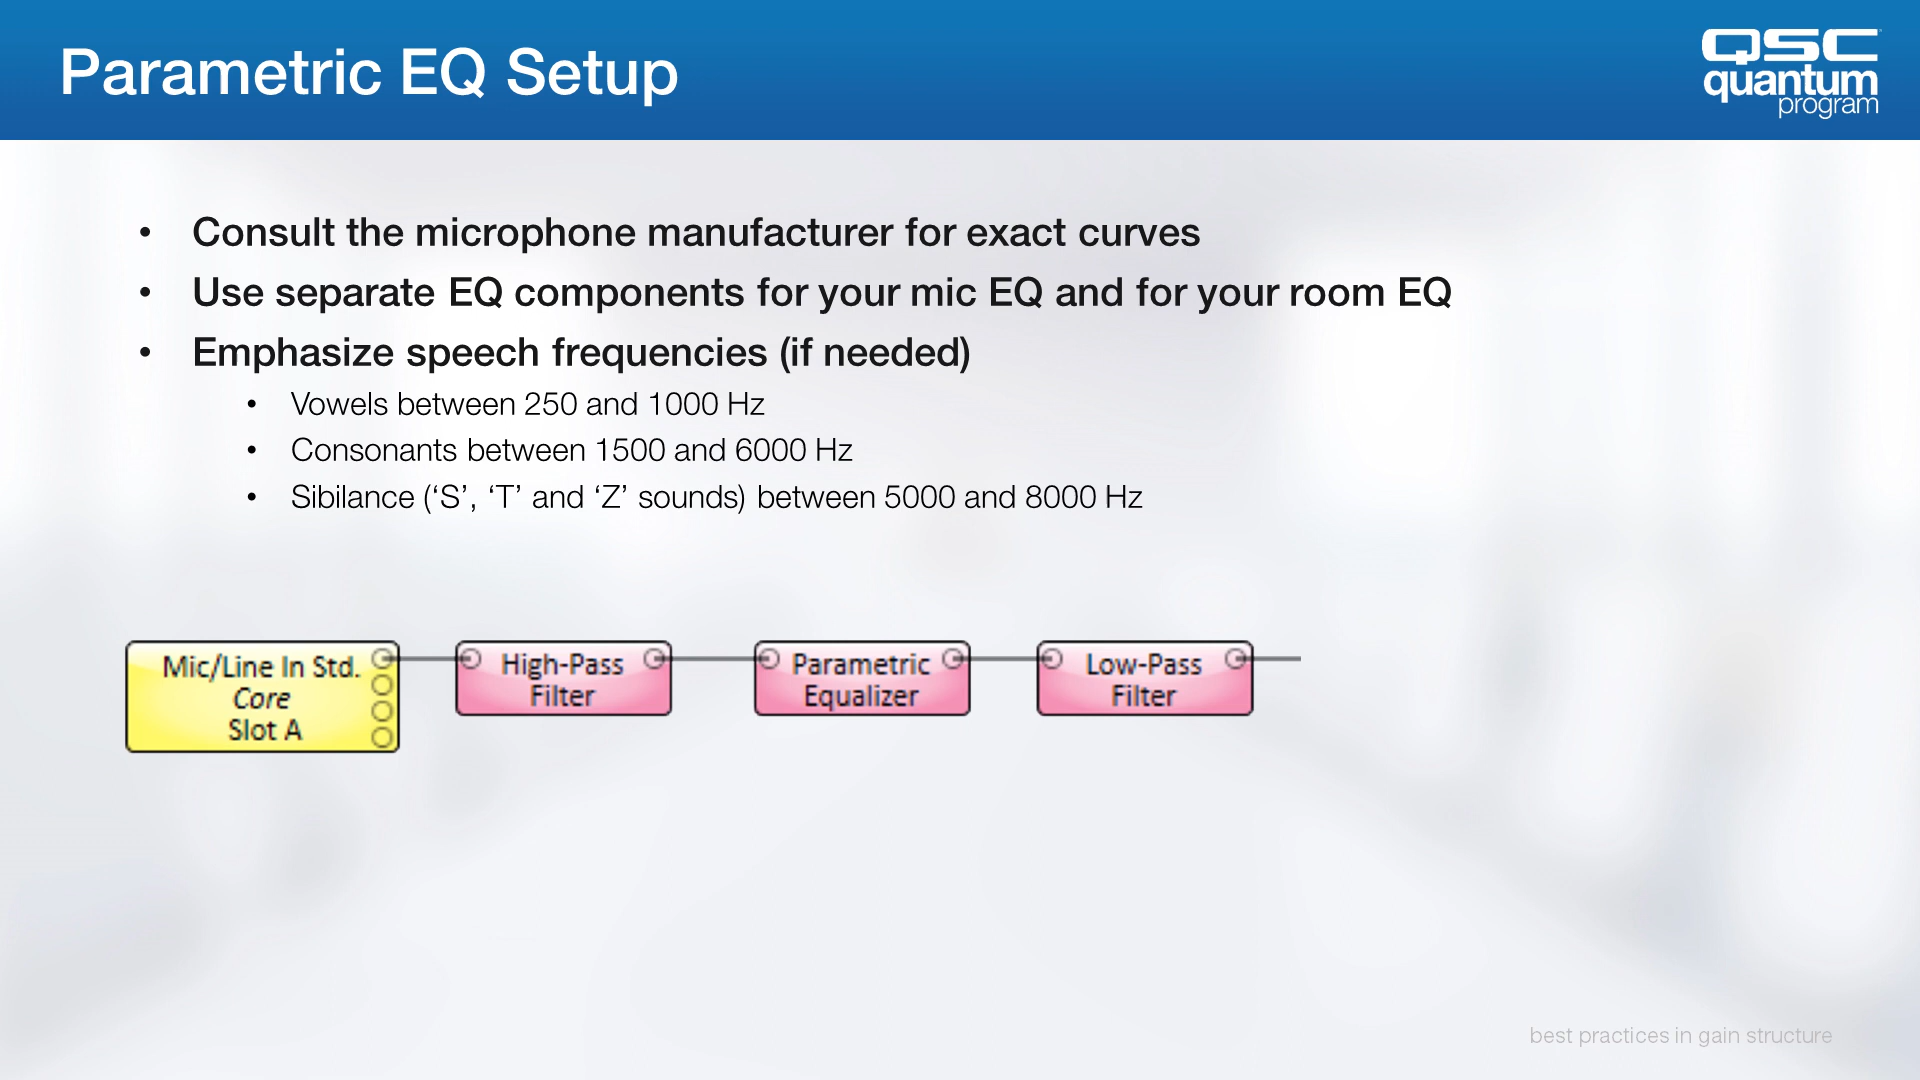 Parametric EQ Setup
QSC
quantum
program
• Consult the microphone manufacturer for exact curves
• Use separate EQ components for your mic EQ and for your room EQ
• Emphasize speech frequencies (if needed)
• Vowels between 250 and 1000 Hz
• Consonants between 1500 and 6000 Hz
• Sibilance (‘S’, ‘T’ and ‘Z’ sounds) between 5000 and 8000 Hz
Mic/Line In Std.
Core
Slot A
High-Pass
Filter
Parametric
Equalizer
Low-Pass
Filter
best practices in gain structure